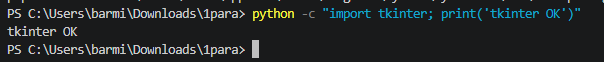 PS C:\Users\barmi\Downloads\1para> python -c "import tkinter; print('tkinter OK')"
tkinter OK
PS C:\Users\barmi\Downloads\1para>